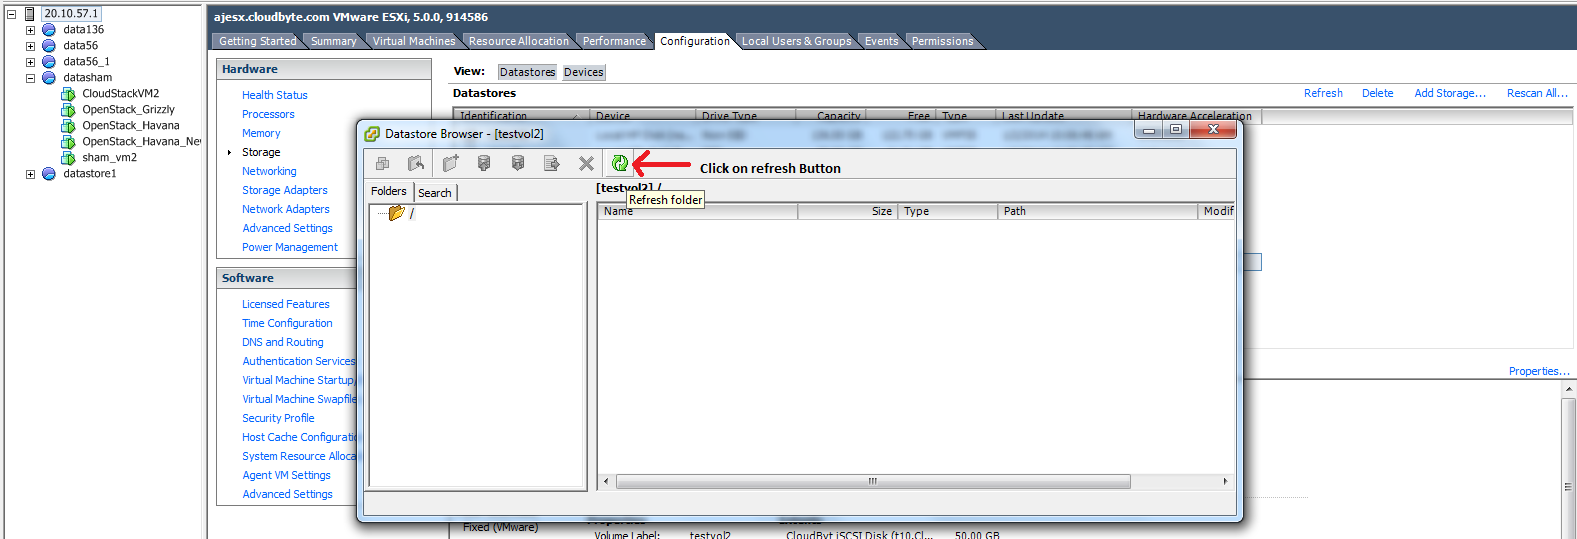 20.10.57.1
data136
data56
data56_1
datasham
CloudStackVM2
OpenStack_Grizzly
OpenStack_Havana
OpenStack_Havana_Ne
sham_vm2
datastore1
ajesx.cloudbyte.com VMware ESXi, 5.0.0, 914586
Getting Started Summary Virtual Machines Resource Allocation Performance Configuration Local Users & Groups Events Permissions
Hardware
Health Status
Processors
Memory
Storage
Networking
Storage Adapters
Network Adapters
Advanced Settings
Power Management
Software
Licensed Features
Time Configuration
DNS and Routing
Authentication Services
Virtual Machine Startup,
Virtual Machine Swapfile
Security Profile
Host Cache Configuratio
System Resource Alloca
Agent VM Settings
Advanced Settings
View: Datastores Devices
Datastores Refresh Delete Add Storage... Rescan All...
Identification Device Drive Type Capacity Free Type Last Update Hardware Acceleration
Datastore Browser - [testvol2]
Click on refresh Button
Folders Search
/
[testvol2] /
Refresh folder
Name Size Type Path Modif
Properties...
Fixed (VMware)
Volume Label: testvol2 CloudByt iSCSI Disk (t10.Cl... 50.00 GB